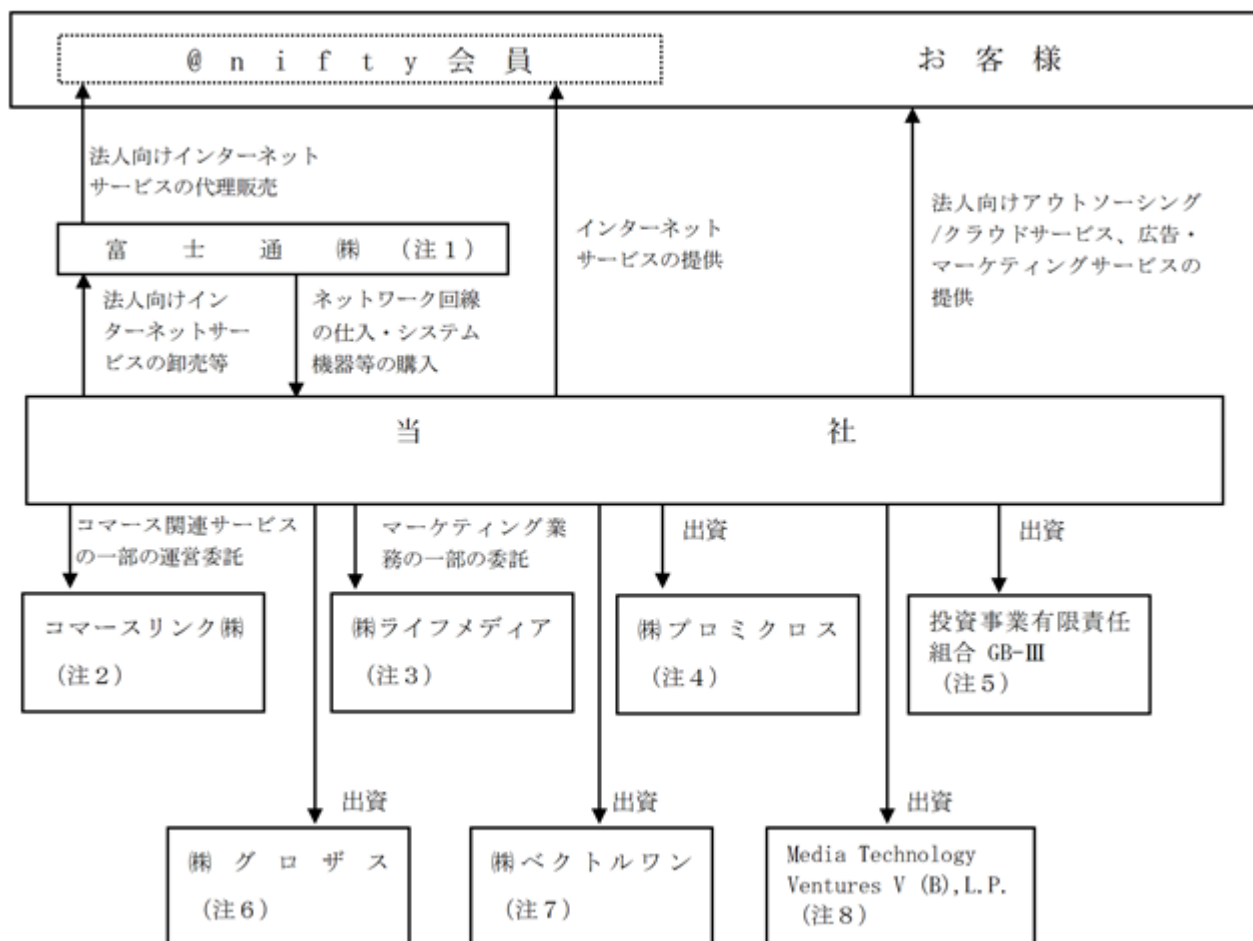 @nifty会員
お客様
法人向けインターネット
サービスの代理販売
富士通㈱（注1）
インターネット
サービスの提供
法人向けアウトソーシング
/クラウドサービス、広告・
マーケティングサービスの
提供
法人向けイン
ターネットサー
ビスの卸売等
ネットワーク回線
の仕入・システム
機器等の購入
当社
コマース関連サービス
の一部の運営委託
マーケティング業
務の一部の委託
出資
出資
コマースリンク㈱
（注２）
㈱ライフメディア
（注３）
㈱プロミクロス
（注４）
投資事業有限責任
組合 GB-Ⅲ
（注５）
出資
出資
出資
㈱グロザス
（注６）
㈱ベクトルワン
（注７）
Media Technology
Ventures V (B),L.P.
（注８）